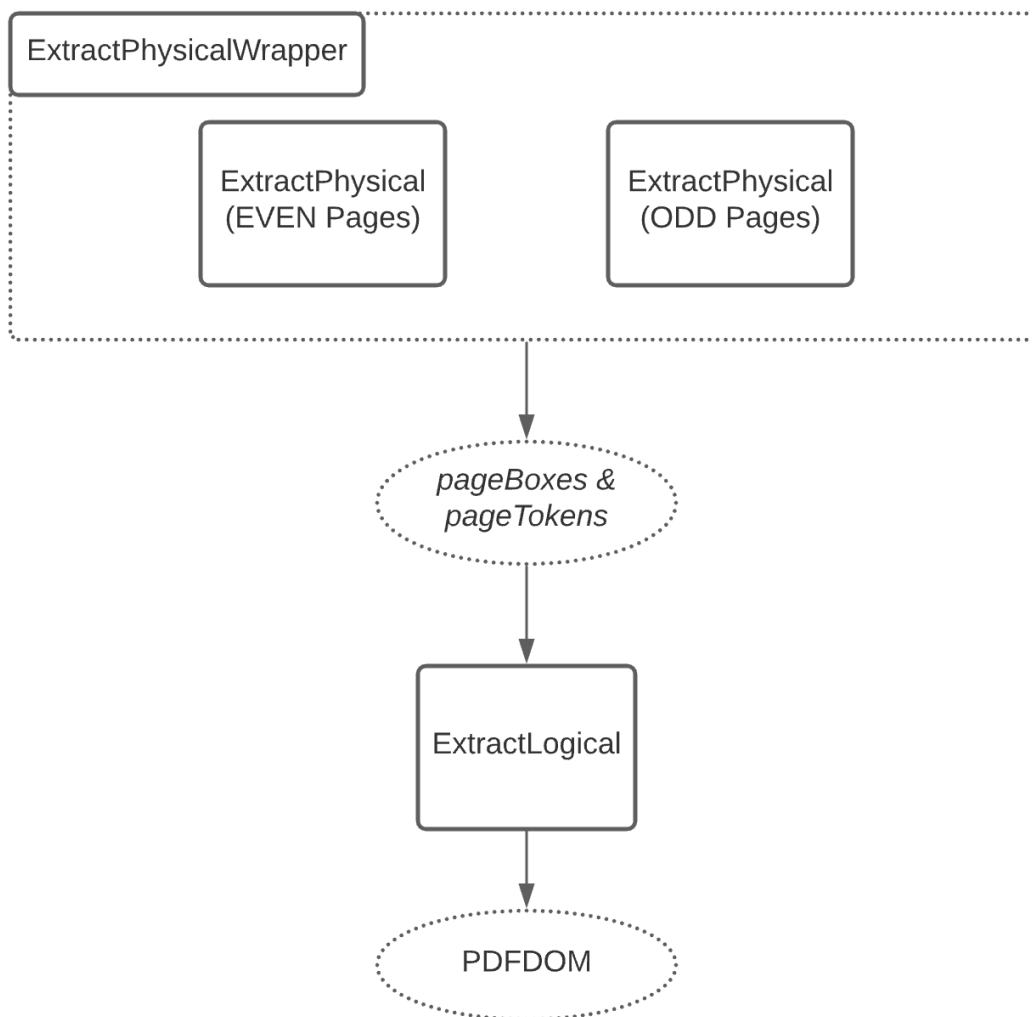 ExtractPhysicalWrapper
ExtractPhysical
(EVEN Pages)
ExtractPhysical
(ODD Pages)
pageBoxes &
pageTokens
ExtractLogical
PDFDOM